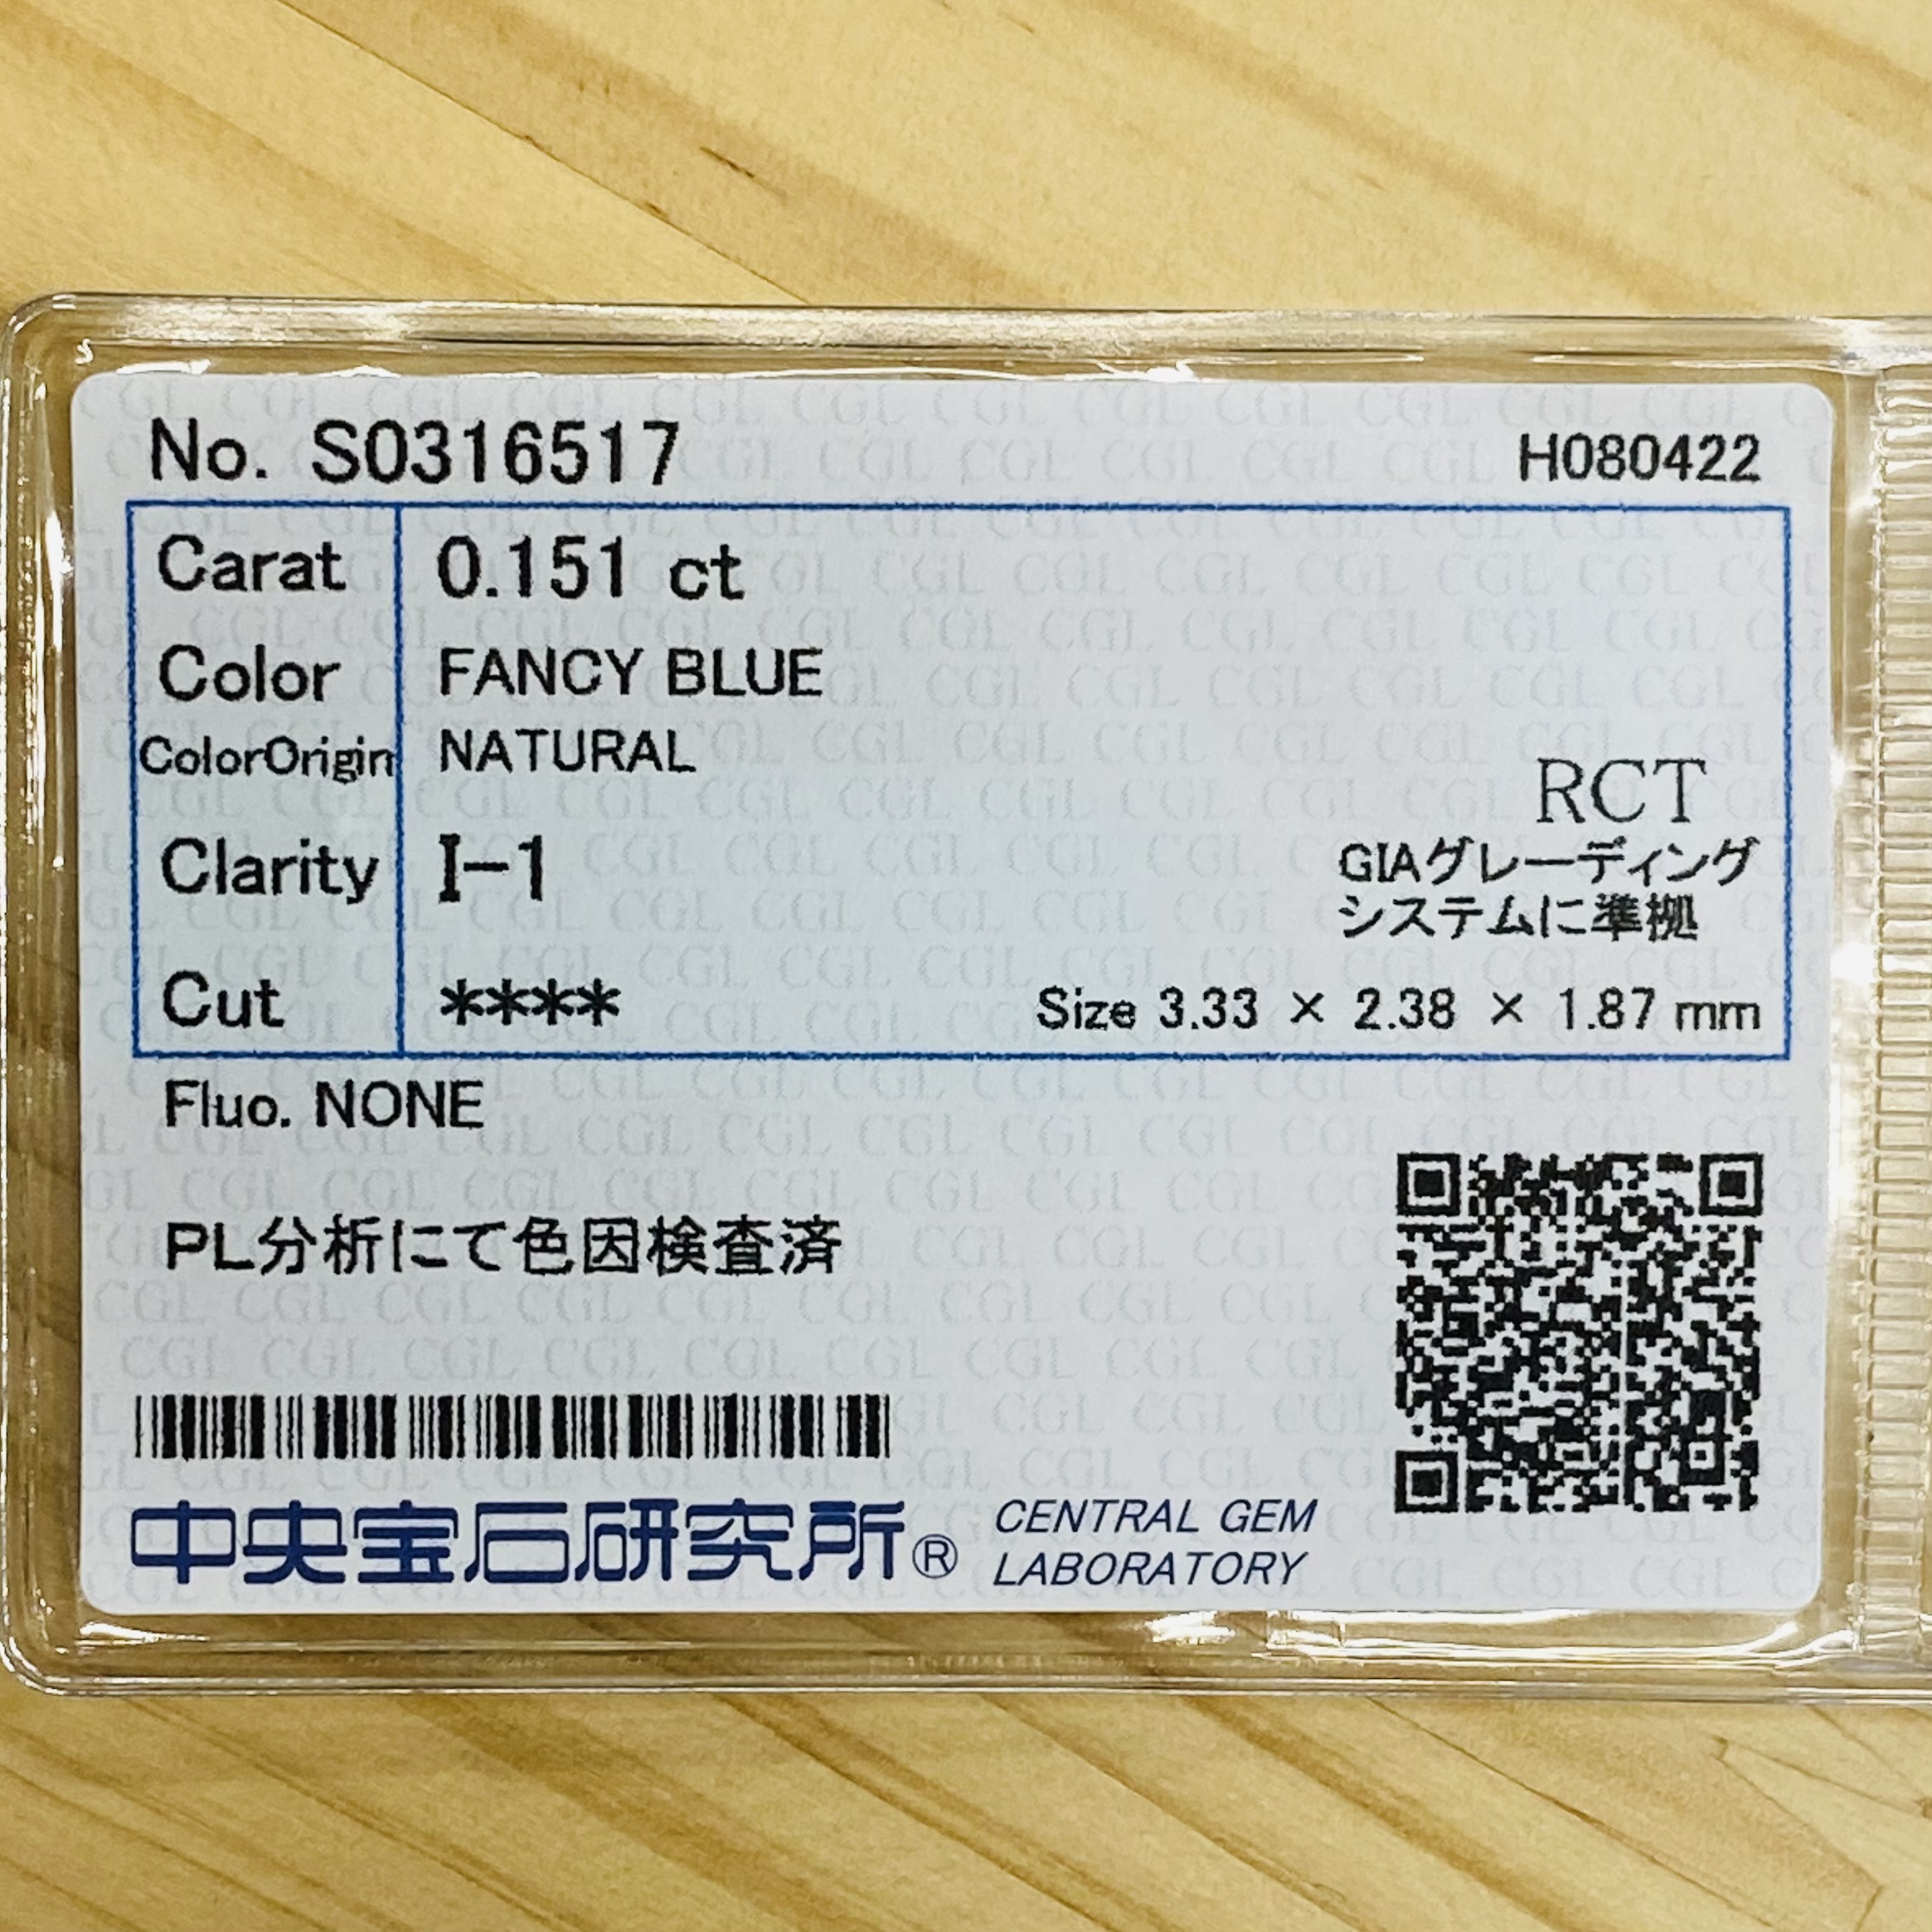 No. S0316517
H080422
Carat 0.151 ct
Color FANCY BLUE
ColorOrigin NATURAL
RCT
Clarity I-1
GIAグレーディング
システムに準拠
Cut ****
Size 3.33 × 2.38 × 1.87 mm
Fluo. NONE
PL分析にて色因検査済
中央宝石研究所®
CENTRAL GEM
LABORATORY